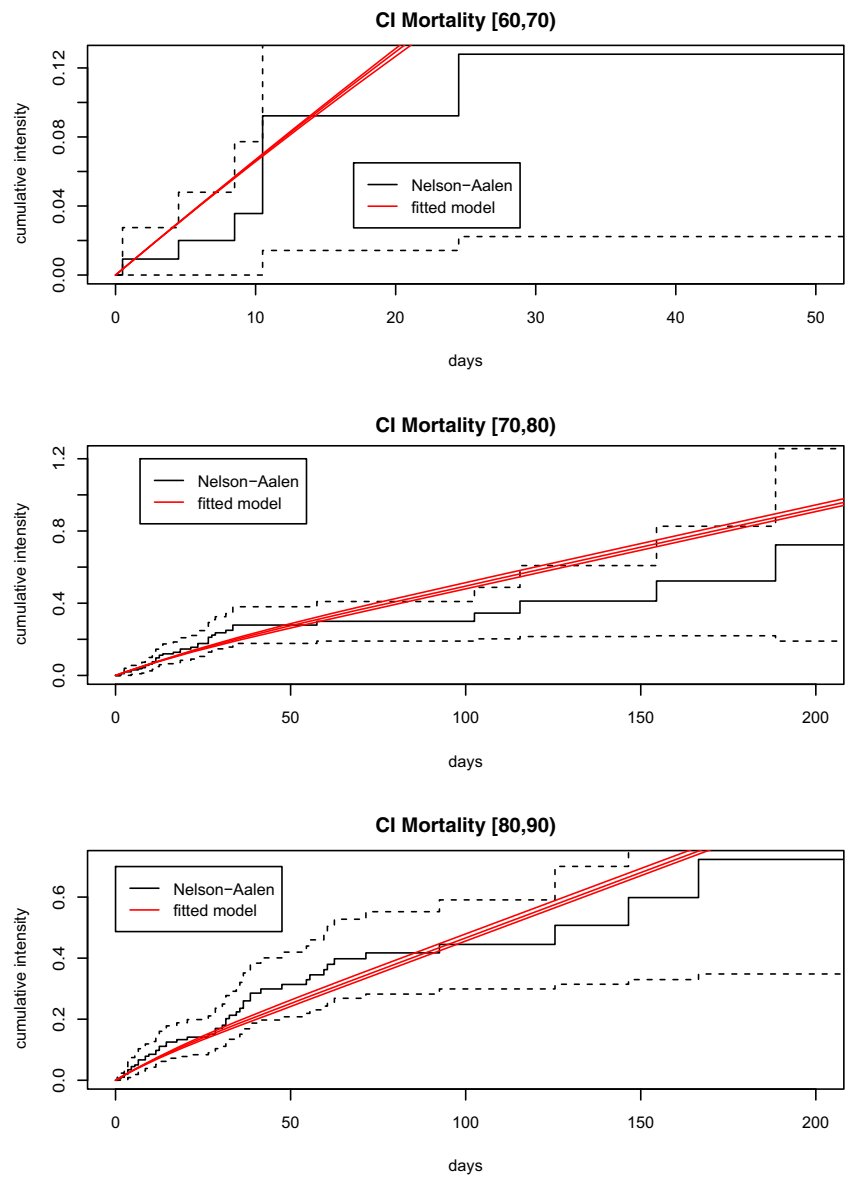 CI Mortality [60,70)
cumulative intensity
0.00 0.04 0.08 0.12
Nelson−Aalen
fitted model
0 10 20 30 40 50
days
CI Mortality [70,80)
cumulative intensity
0.0 0.4 0.8 1.2
Nelson−Aalen
fitted model
0 50 100 150 200
days
CI Mortality [80,90)
cumulative intensity
0.0 0.2 0.4 0.6
Nelson−Aalen
fitted model
0 50 100 150 200
days